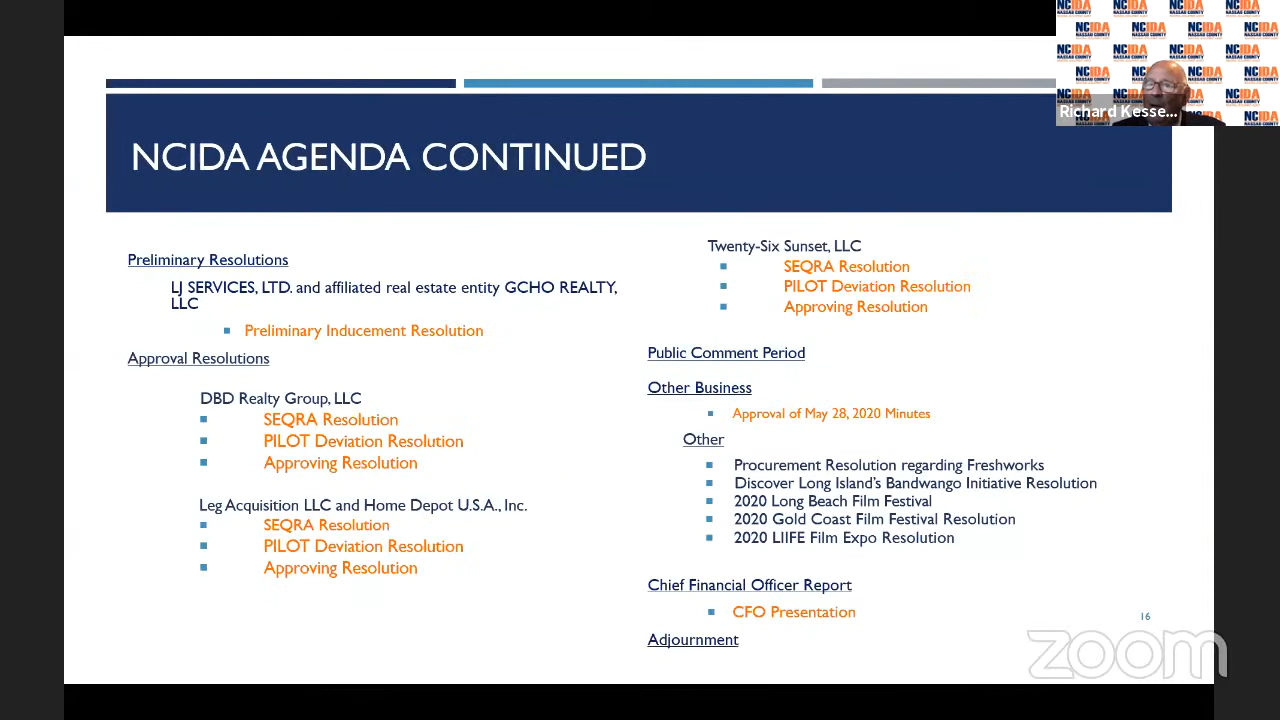 NCIDA AGENDA CONTINUED
Preliminary Resolutions
LJ SERVICES, LTD. and affiliated real estate entity GCHO REALTY,
LLC
Preliminary Inducement Resolution
Approval Resolutions
DBD Realty Group, LLC
SEQRA Resolution
PILOT Deviation Resolution
Approving Resolution
Leg Acquisition LLC and Home Depot U.S.A., Inc.
SEQRA Resolution
PILOT Deviation Resolution
Approving Resolution
Twenty-Six Sunset, LLC
SEQRA Resolution
PILOT Deviation Resolution
Approving Resolution
Public Comment Period
Other Business
Approval of May 28, 2020 Minutes
Other
Procurement Resolution regarding Freshworks
Discover Long Island's Bandwango Initiative Resolution
2020 Long Beach Film Festival
2020 Gold Coast Film Festival Resolution
2020 LIIFE Film Expo Resolution
Chief Financial Officer Report
CFO Presentation
Adjournment
16
zoom
NCIDA
NASSAU COUNTY
Richard Kesse...